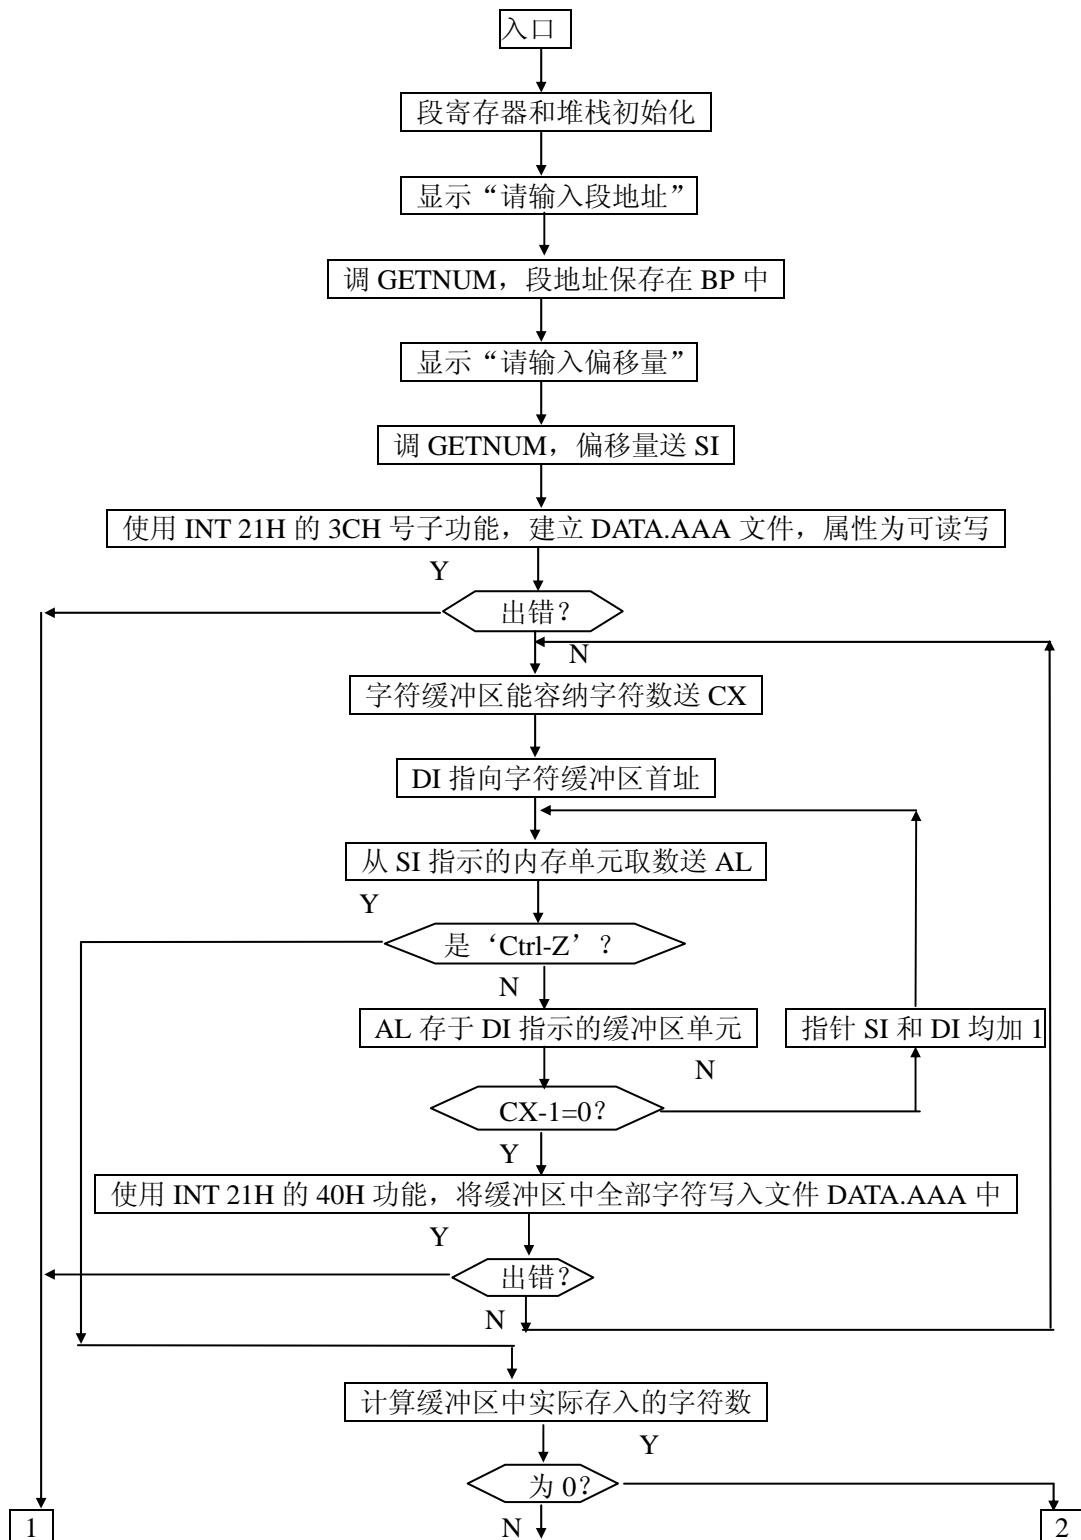 入口
段寄存器和堆栈初始化
显示“请输入段地址”
调 GETNUM，段地址保存在 BP 中
显示“请输入偏移量”
调 GETNUM，偏移量送 SI
使用 INT 21H 的 3CH 号子功能，建立 DATA.AAA 文件，属性为可读写
Y
出错？
N
字符缓冲区能容纳字符数送 CX
DI 指向字符缓冲区首址
从 SI 指示的内存单元取数送 AL
Y
是‘Ctrl-Z’？
N
AL 存于 DI 指示的缓冲区单元
指针 SI 和 DI 均加 1
N
CX-1=0？
Y
使用 INT 21H 的 40H 功能，将缓冲区中全部字符写入文件 DATA.AAA 中
Y
出错？
N
计算缓冲区中实际存入的字符数
Y
为 0？
1
N
2